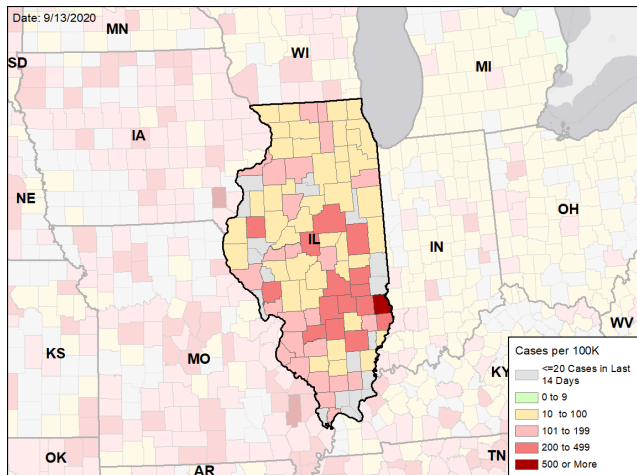 Date: 9/13/2020
MN
SD
WI
MI
IA
NE
IL
IN
OH
WV
KS
MO
KY
OK
AR
TN
Cases per 100K
<=20 Cases in Last
14 Days
0 to 9
10 to 100
101 to 199
200 to 499
500 or More